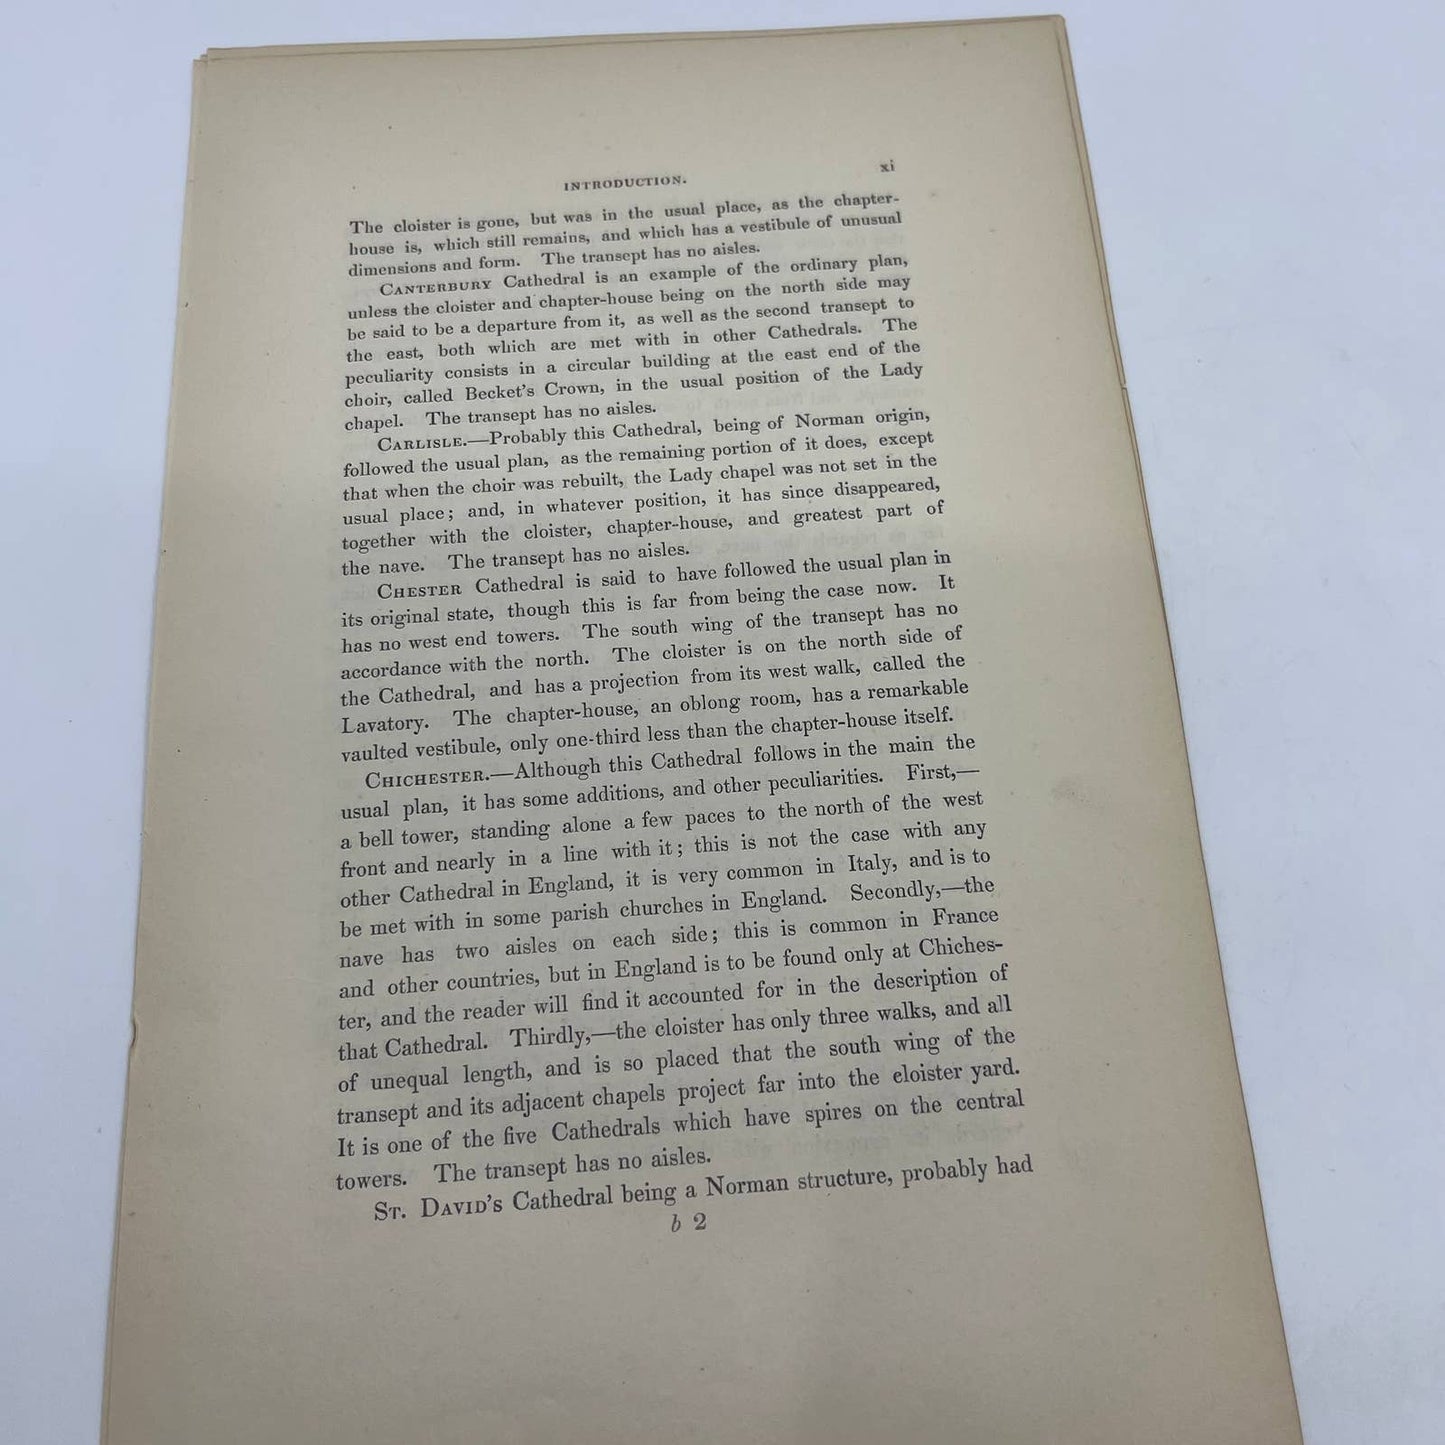 INTRODUCTION. xi
The cloister is gone, but was in the usual place, as the chapter-
house is, which still remains, and which has a vestibule of unusual
dimensions and form. The transept has no aisles.
CANTERBURY Cathedral is an example of the ordinary plan,
unless the cloister and chapter-house being on the north side may
be said to be a departure from it, as well as the second transept to
the east, both which are met with in other Cathedrals. The
peculiarity consists in a circular building at the east end of the
choir, called Becket's Crown, in the usual position of the Lady
chapel. The transept has no aisles.
CARLISLE.—Probably this Cathedral, being of Norman origin,
followed the usual plan, as the remaining portion of it does, except
that when the choir was rebuilt, the Lady chapel was not set in the
usual place; and, in whatever position, it has since disappeared,
together with the cloister, chapter-house, and greatest part of
the nave. The transept has no aisles.
CHESTER Cathedral is said to have followed the usual plan in
its original state, though this is far from being the case now. It
has no west end towers. The south wing of the transept has no
accordance with the north. The cloister is on the north side of
the Cathedral, and has a projection from its west walk, called the
Lavatory. The chapter-house, an oblong room, has a remarkable
vaulted vestibule, only one-third less than the chapter-house itself.
CHICHESTER.—Although this Cathedral follows in the main the
usual plan, it has some additions, and other peculiarities. First,—
a bell tower, standing alone a few paces to the north of the west
front and nearly in a line with it; this is not the case with any
other Cathedral in England, it is very common in Italy, and is to
be met with in some parish churches in England. Secondly,—the
nave has two aisles on each side; this is common in France
and other countries, but in England is to be found only at Chiches-
ter, and the reader will find it accounted for in the description of
that Cathedral. Thirdly,—the cloister has only three walks, and all
of unequal length, and is so placed that the south wing of the
transept and its adjacent chapels project far into the cloister yard.
It is one of the five Cathedrals which have spires on the central
towers. The transept has no aisles.
ST. DAVID'S Cathedral being a Norman structure, probably had
b 2